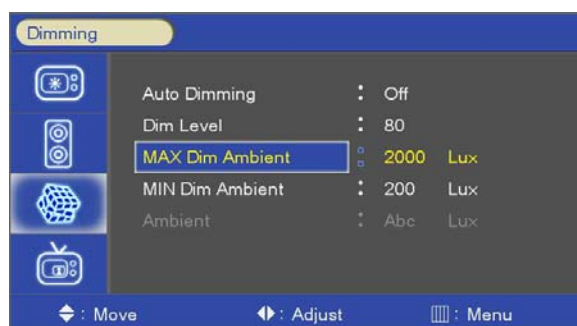 Dimming
Auto Dimming : Off
Dim Level : 80
MAX Dim Ambient : 2000 Lux
MIN Dim Ambient : 200 Lux
Ambient : Abc Lux
: Move : Adjust : Menu